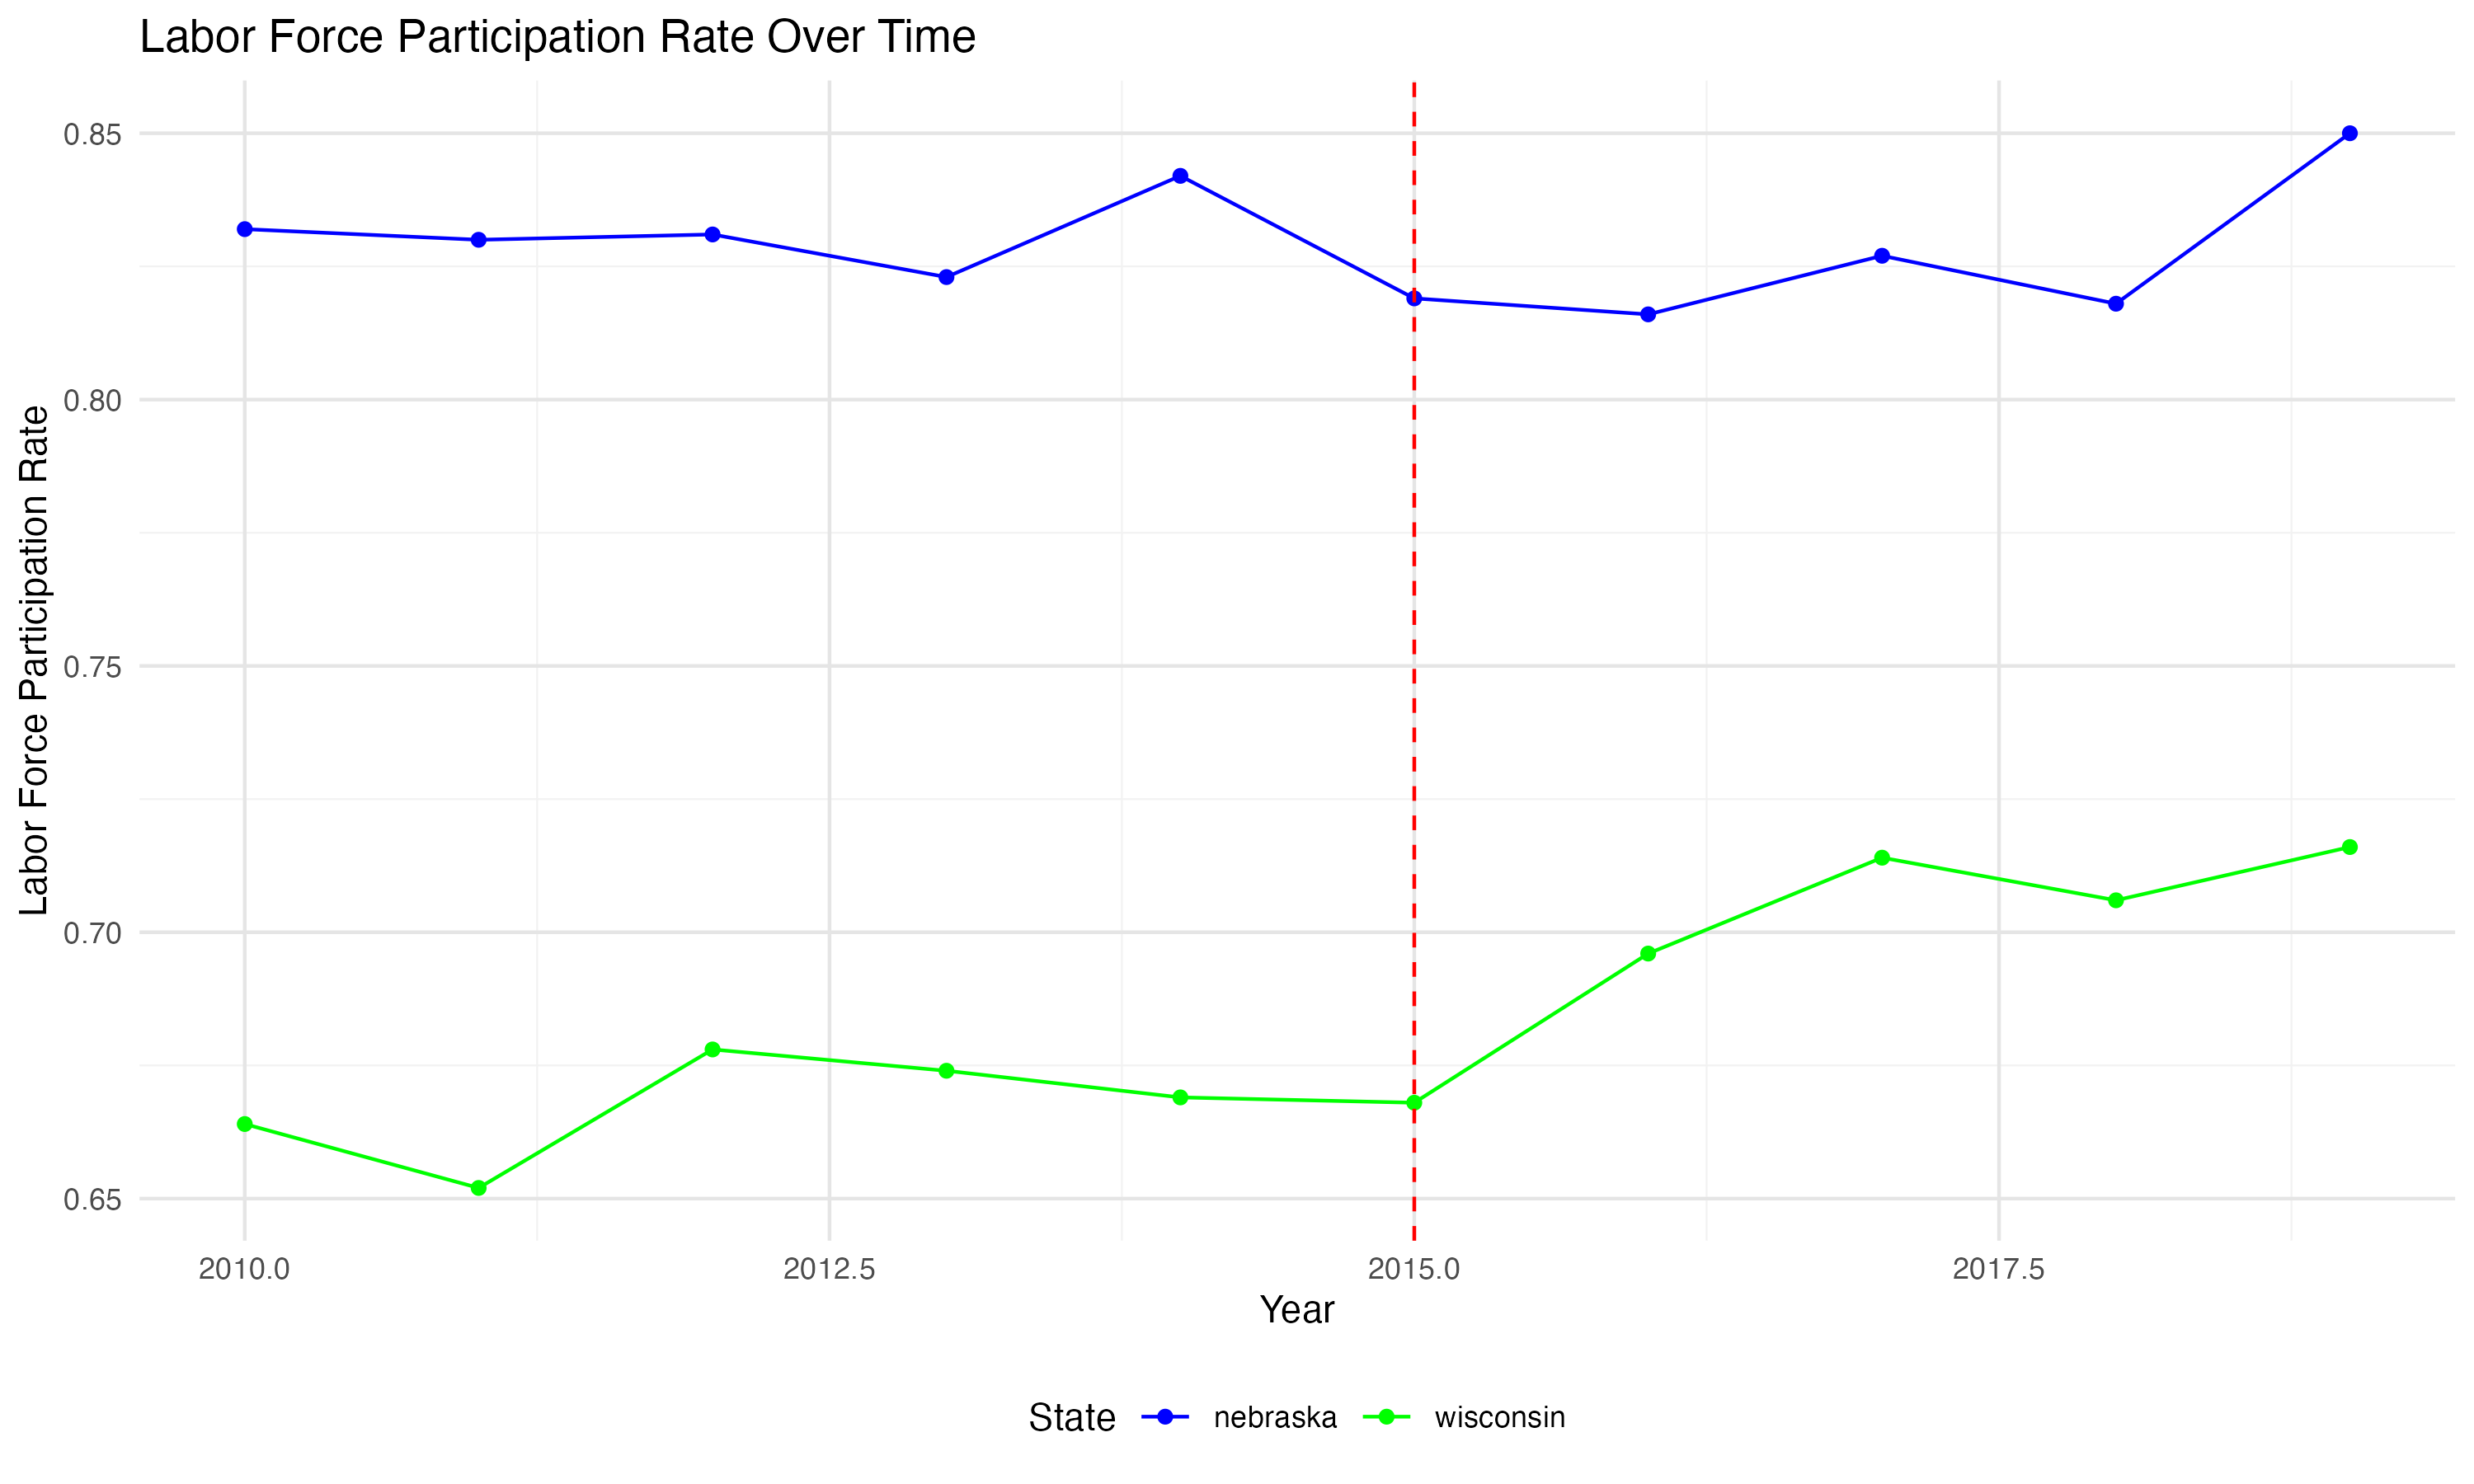 Labor Force Participation Rate Over Time
Labor Force Participation Rate
0.85
0.80
0.75
0.70
0.65
2010.0 2012.5 2015.0 2017.5
Year
State nebraska wisconsin